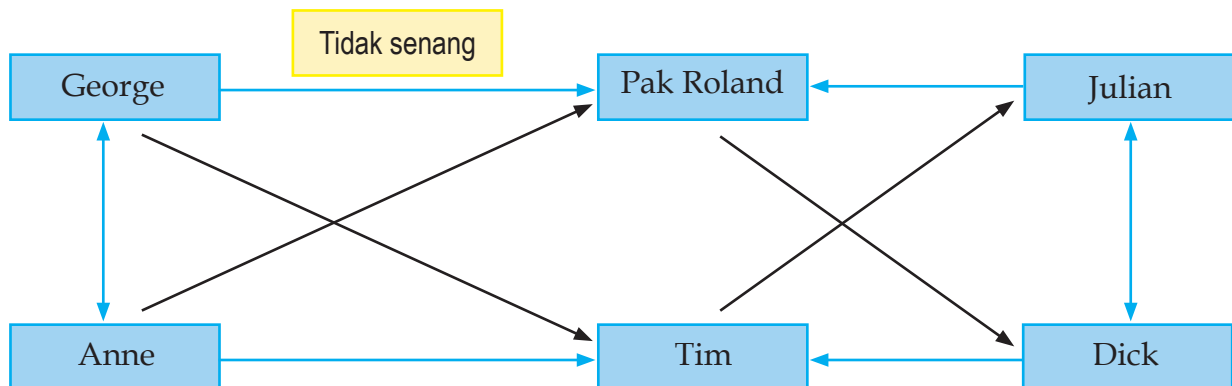 Tidak senang
George
Pak Roland
Julian
Anne
Tim
Dick